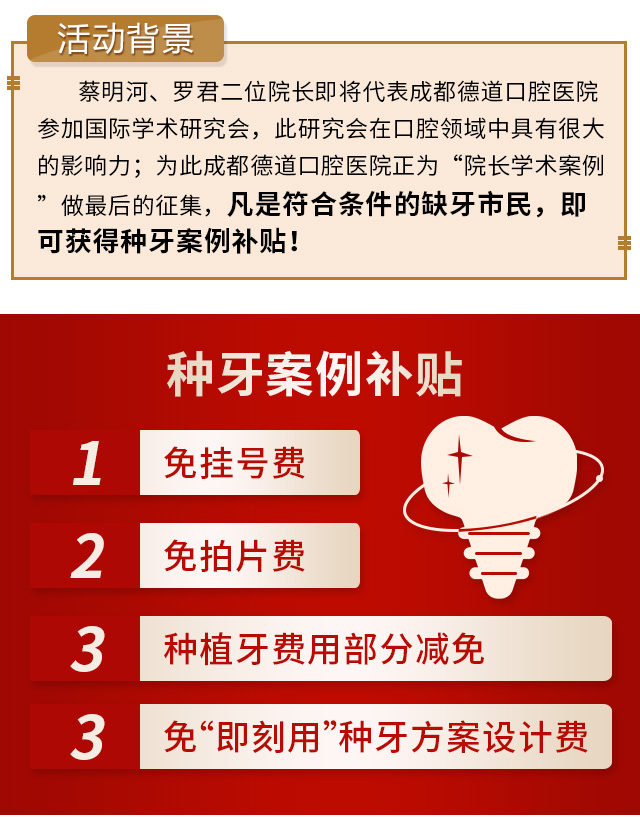 活动背景
蔡明河、罗君二位院长即将代表成都德道口腔医院
参加国际学术研究会，此研究会在口腔领域中具有很大
的影响力；为此成都德道口腔医院正为“院长学术案例
”做最后的征集，凡是符合条件的缺牙市民，即
可获得种牙案例补贴！
种牙案例补贴
1 免挂号费
2 免拍片费
3 种植牙费用部分减免
3 免“即刻用”种牙方案设计费